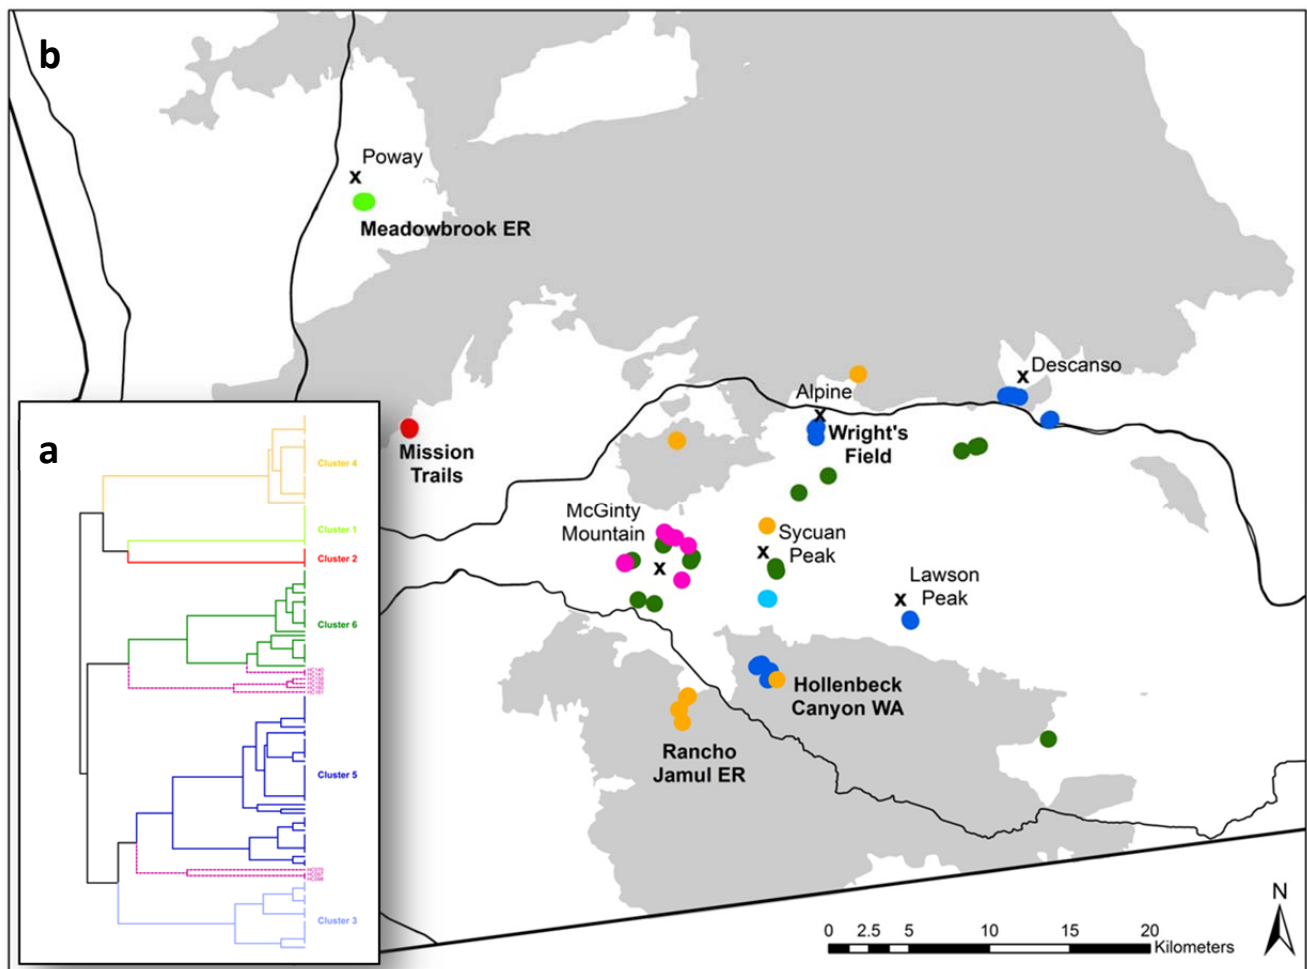 b
Poway
x
Meadowbrook ER
Descanso
x
Alpine
x
Wright's
Field
Mission
Trails
McGinty
Mountain
x
Sycuan
Peak
x
Lawson
Peak
x
Hollenbeck
Canyon WA
Rancho
Jamul ER
N
0 2.5 5 10 15 20
Kilometers
a
Cluster 4
Cluster 1
Cluster 2
Cluster 6
Cluster 5
Cluster 3